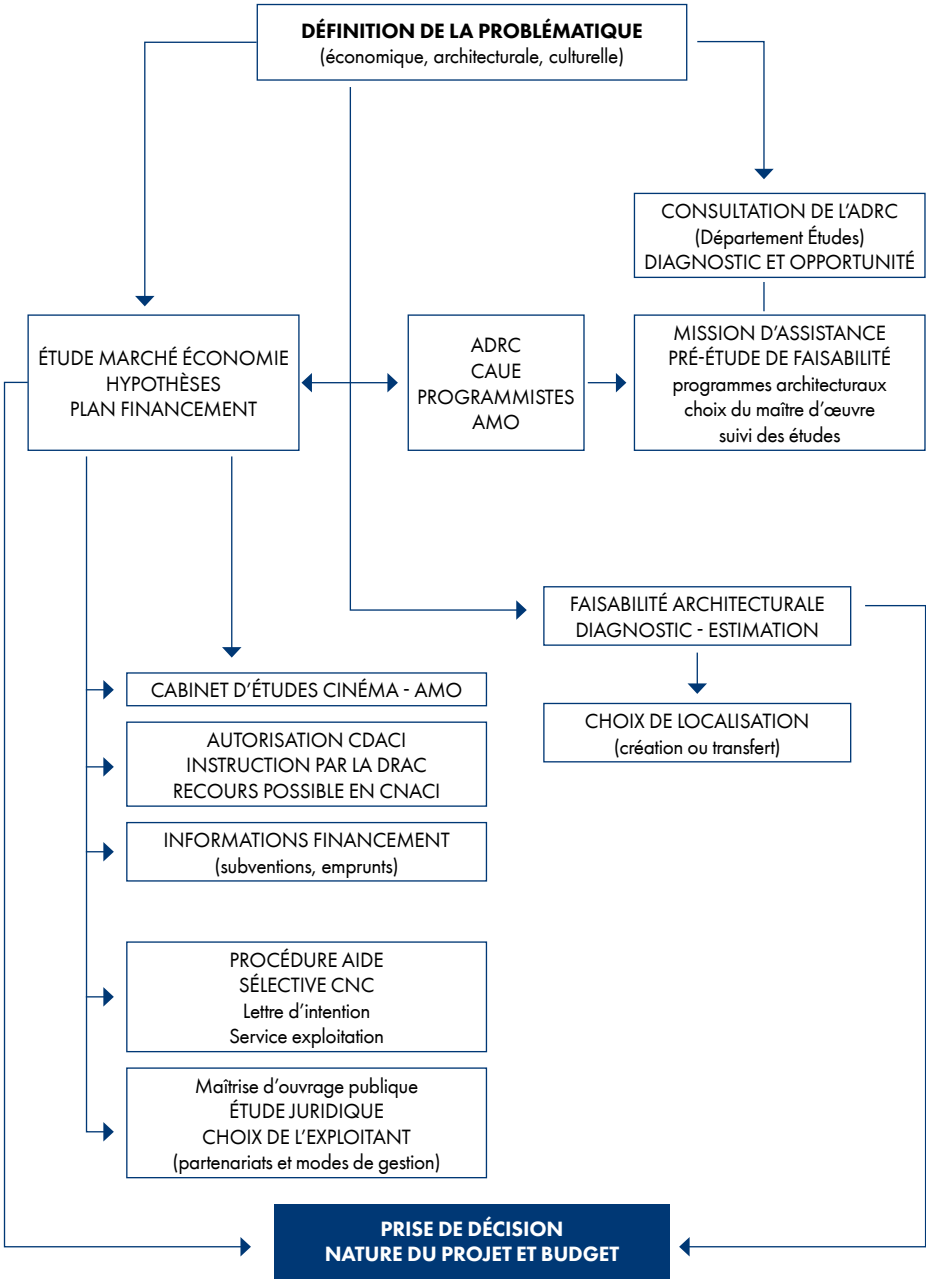 DÉFINITION DE LA PROBLÉMATIQUE
(économique, architecturale, culturelle)
CONSULTATION DE L’ADRC
(Département Études)
DIAGNOSTIC ET OPPORTUNITÉ
ÉTUDE MARCHÉ ÉCONOMIE
HYPOTHÈSES
PLAN FINANCEMENT
ADRC
CAUE
PROGRAMMISTES
AMO
MISSION D’ASSISTANCE
PRÉ-ÉTUDE DE FAISABILITÉ
programmes architecturaux
choix du maître d’œuvre
suivi des études
FAISABILITÉ ARCHITECTURALE
DIAGNOSTIC - ESTIMATION
CHOIX DE LOCALISATION
(création ou transfert)
CABINET D’ÉTUDES CINÉMA - AMO
AUTORISATION CDACI
INSTRUCTION PAR LA DRAC
RECOURS POSSIBLE EN CNACI
INFORMATIONS FINANCEMENT
(subventions, emprunts)
PROCÉDURE AIDE
SÉLECTIVE CNC
Lettre d’intention
Service exploitation
Maîtrise d’ouvrage publique
ÉTUDE JURIDIQUE
CHOIX DE L’EXPLOITANT
(partenariats et modes de gestion)
PRISE DE DÉCISION
NATURE DU PROJET ET BUDGET